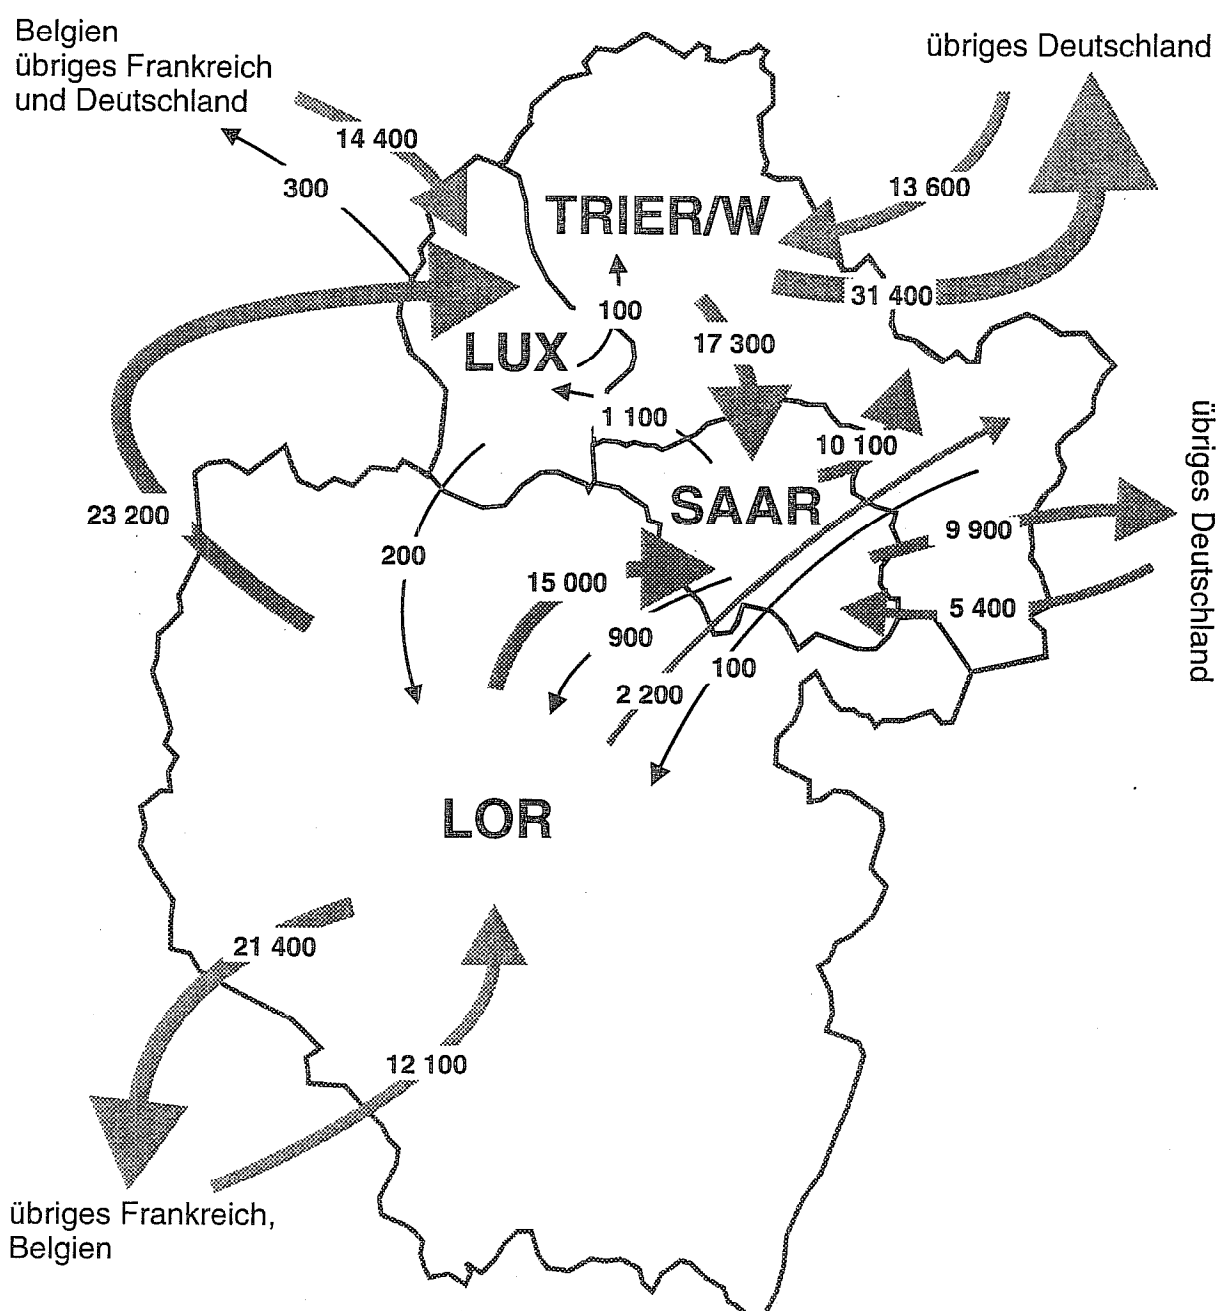 Belgien
übriges Frankreich
und Deutschland
übriges Deutschland
14 400
300
13 600
TRIER/W
31 400
100
17 300
LUX
1 100
10 100
SAAR
23 200
9 900
übriges Deutschland
200
15 000
5 400
900
100
2 200
LOR
21 400
12 100
übriges Frankreich,
Belgien